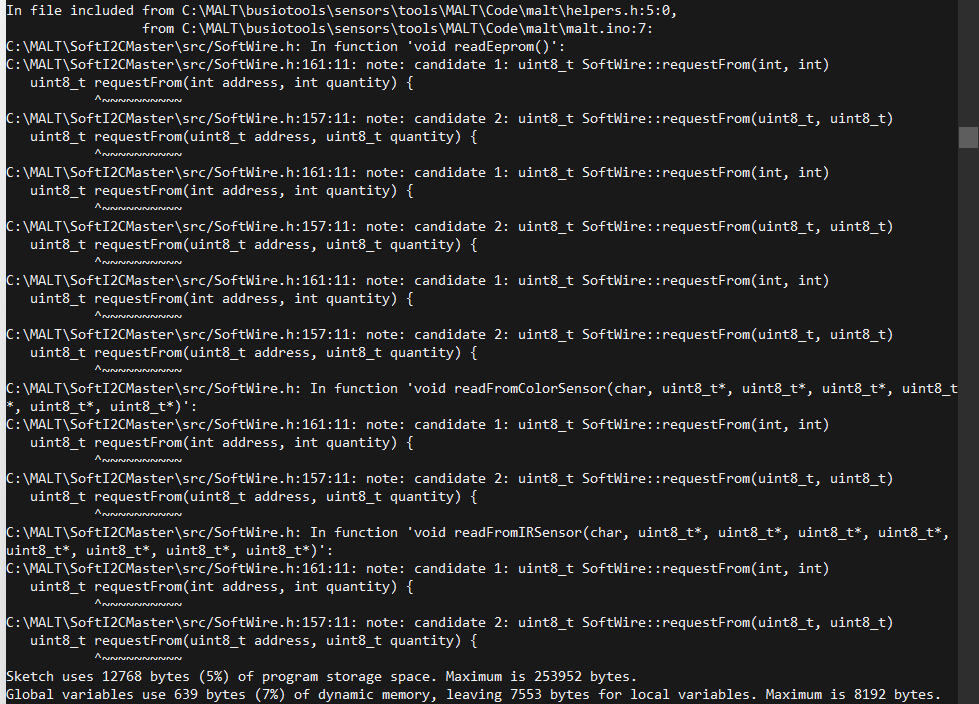 In file included from C:\MALT\busiotools\sensors\tools\MALT\Code\malt\helpers.h:5:0,
                 from C:\MALT\busiotools\sensors\tools\MALT\Code\malt\malt.ino:7:
C:\MALT\SoftI2CMaster\src/SoftWire.h: In function 'void readEeprom()':
C:\MALT\SoftI2CMaster\src/SoftWire.h:161:11: note: candidate 1: uint8_t SoftWire::requestFrom(int, int)
   uint8_t requestFrom(int address, int quantity) {
           ^~~~~~~~~~~
C:\MALT\SoftI2CMaster\src/SoftWire.h:157:11: note: candidate 2: uint8_t SoftWire::requestFrom(uint8_t, uint8_t)
   uint8_t requestFrom(uint8_t address, uint8_t quantity) {
           ^~~~~~~~~~~
C:\MALT\SoftI2CMaster\src/SoftWire.h:161:11: note: candidate 1: uint8_t SoftWire::requestFrom(int, int)
   uint8_t requestFrom(int address, int quantity) {
           ^~~~~~~~~~~
C:\MALT\SoftI2CMaster\src/SoftWire.h:157:11: note: candidate 2: uint8_t SoftWire::requestFrom(uint8_t, uint8_t)
   uint8_t requestFrom(uint8_t address, uint8_t quantity) {
           ^~~~~~~~~~~
C:\MALT\SoftI2CMaster\src/SoftWire.h:161:11: note: candidate 1: uint8_t SoftWire::requestFrom(int, int)
   uint8_t requestFrom(int address, int quantity) {
           ^~~~~~~~~~~
C:\MALT\SoftI2CMaster\src/SoftWire.h:157:11: note: candidate 2: uint8_t SoftWire::requestFrom(uint8_t, uint8_t)
   uint8_t requestFrom(uint8_t address, uint8_t quantity) {
           ^~~~~~~~~~~
C:\MALT\SoftI2CMaster\src/SoftWire.h: In function 'void readFromColorSensor(char, uint8_t*, uint8_t*, uint8_t*, uint8_t
*, uint8_t*, uint8_t*)':
C:\MALT\SoftI2CMaster\src/SoftWire.h:161:11: note: candidate 1: uint8_t SoftWire::requestFrom(int, int)
   uint8_t requestFrom(int address, int quantity) {
           ^~~~~~~~~~~
C:\MALT\SoftI2CMaster\src/SoftWire.h:157:11: note: candidate 2: uint8_t SoftWire::requestFrom(uint8_t, uint8_t)
   uint8_t requestFrom(uint8_t address, uint8_t quantity) {
           ^~~~~~~~~~~
C:\MALT\SoftI2CMaster\src/SoftWire.h: In function 'void readFromIRSensor(char, uint8_t*, uint8_t*, uint8_t*, uint8_t*,
uint8_t*, uint8_t*, uint8_t*, uint8_t*)':
C:\MALT\SoftI2CMaster\src/SoftWire.h:161:11: note: candidate 1: uint8_t SoftWire::requestFrom(int, int)
   uint8_t requestFrom(int address, int quantity) {
           ^~~~~~~~~~~
C:\MALT\SoftI2CMaster\src/SoftWire.h:157:11: note: candidate 2: uint8_t SoftWire::requestFrom(uint8_t, uint8_t)
   uint8_t requestFrom(uint8_t address, uint8_t quantity) {
           ^~~~~~~~~~~
Sketch uses 12768 bytes (5%) of program storage space. Maximum is 253952 bytes.
Global variables use 639 bytes (7%) of dynamic memory, leaving 7553 bytes for local variables. Maximum is 8192 bytes.